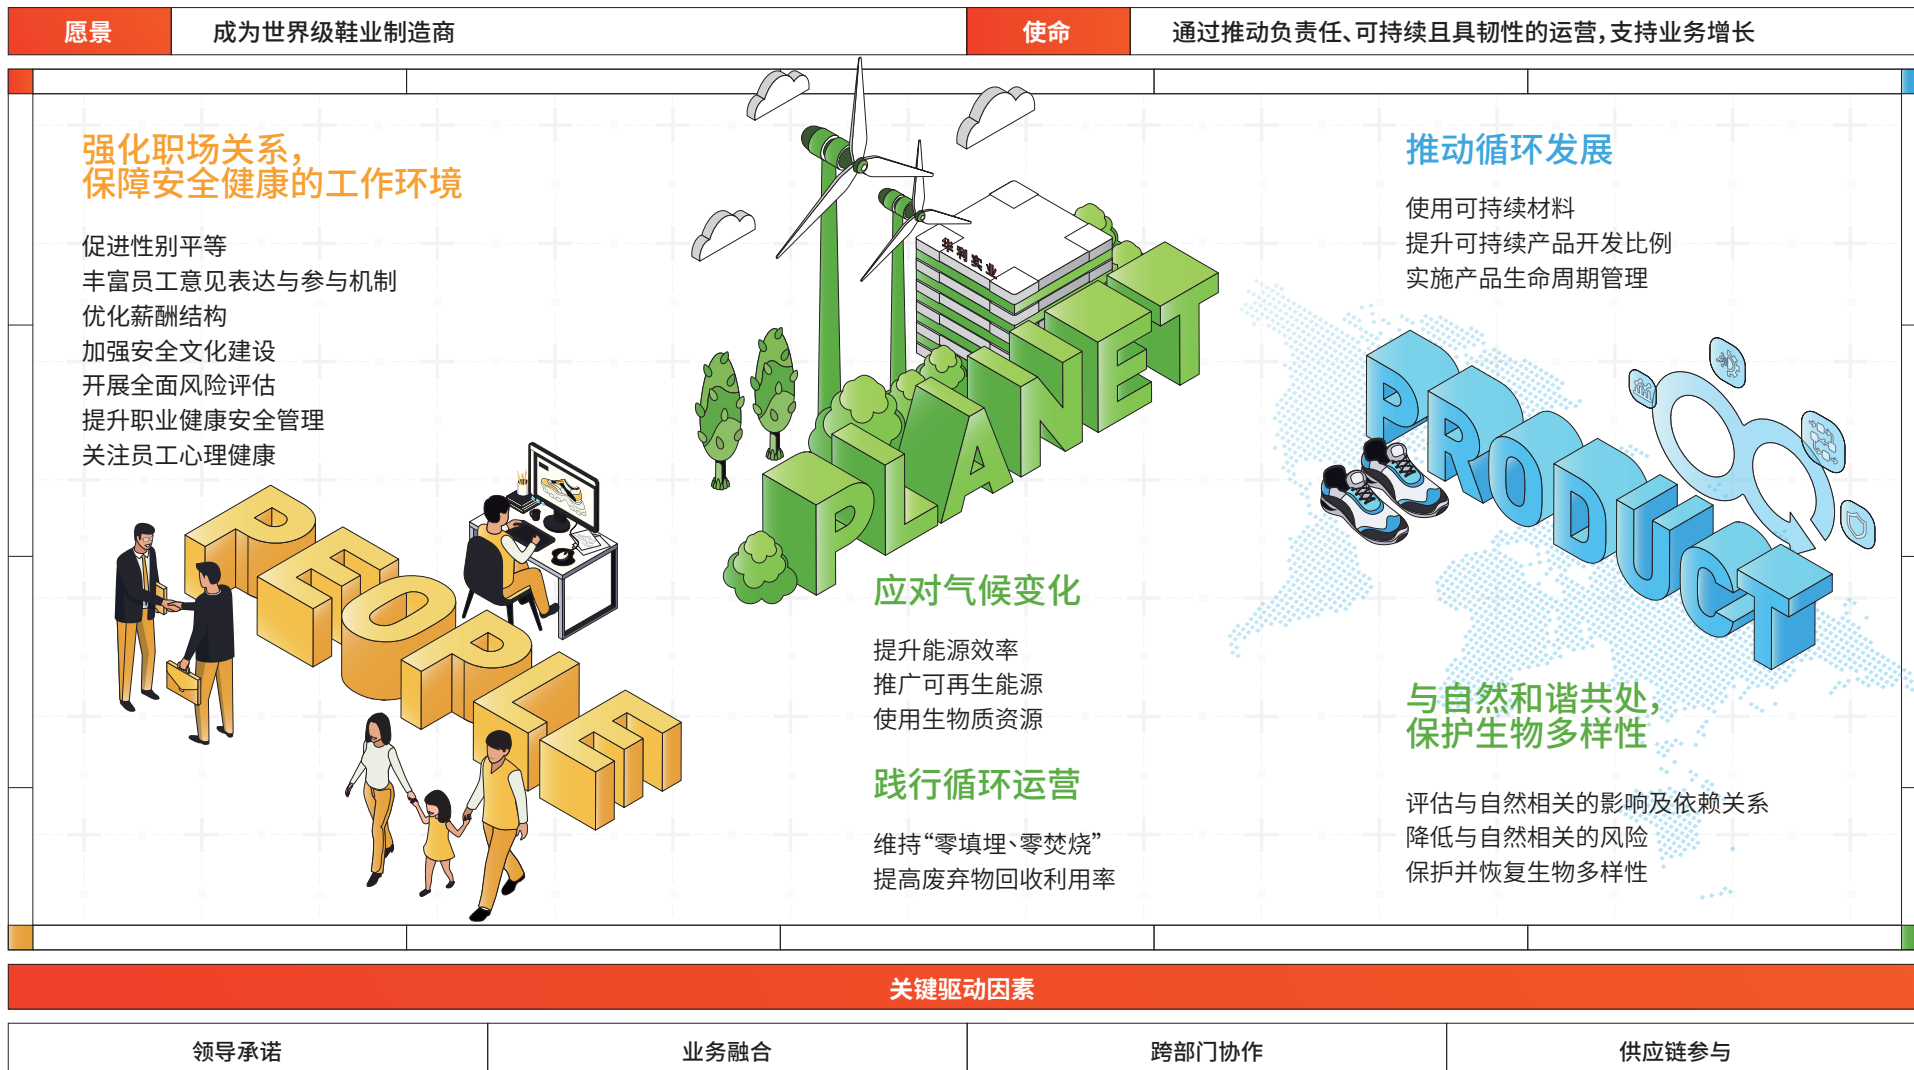 愿景
成为世界级鞋业制造商
使命
通过推动负责任、可持续且具韧性的运营,支持业务增长
强化职场关系,
保障安全健康的工作环境
促进性别平等
丰富员工意见表达与参与机制
优化薪酬结构
加强安全文化建设
开展全面风险评估
提升职业健康安全管理
关注员工心理健康
PEOPLE
华利实业
PLANET
应对气候变化
提升能源效率
推广可再生能源
使用生物质资源
践行循环运营
维持“零填埋、零焚烧”
提高废弃物回收利用率
推动循环发展
使用可持续材料
提升可持续产品开发比例
实施产品生命周期管理
PRODUCT
与自然和谐共处,
保护生物多样性
评估与自然相关的影响及依赖关系
降低与自然相关的风险
保护并恢复生物多样性
关键驱动因素
领导承诺
业务融合
跨部门协作
供应链参与